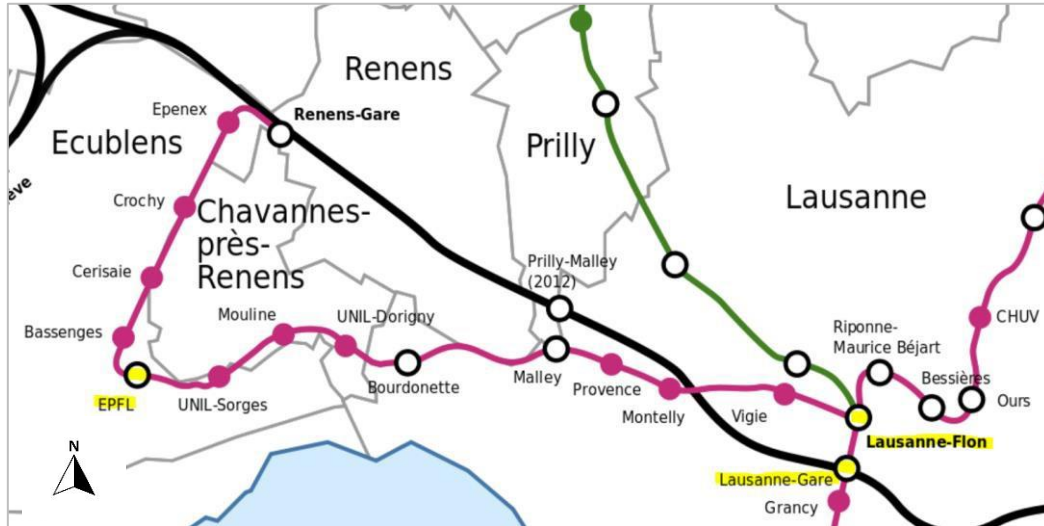 Renens
Epenex
Renens-Gare
Ecublens
Prilly
Crochy
Chavannes-
près-
Renens
Lausanne
Cerisaie
Prilly-Malley
(2012)
Mouline
UNIL-Dorigny
Bassenges
CHUV
Riponne-
Maurice Béjart
Bourdonette
Malley
Provence
Bessières
EPFL
UNIL-Sorges
Montelly
Vigie
Ours
Lausanne-Flon
N
Lausanne-Gare
Grancy